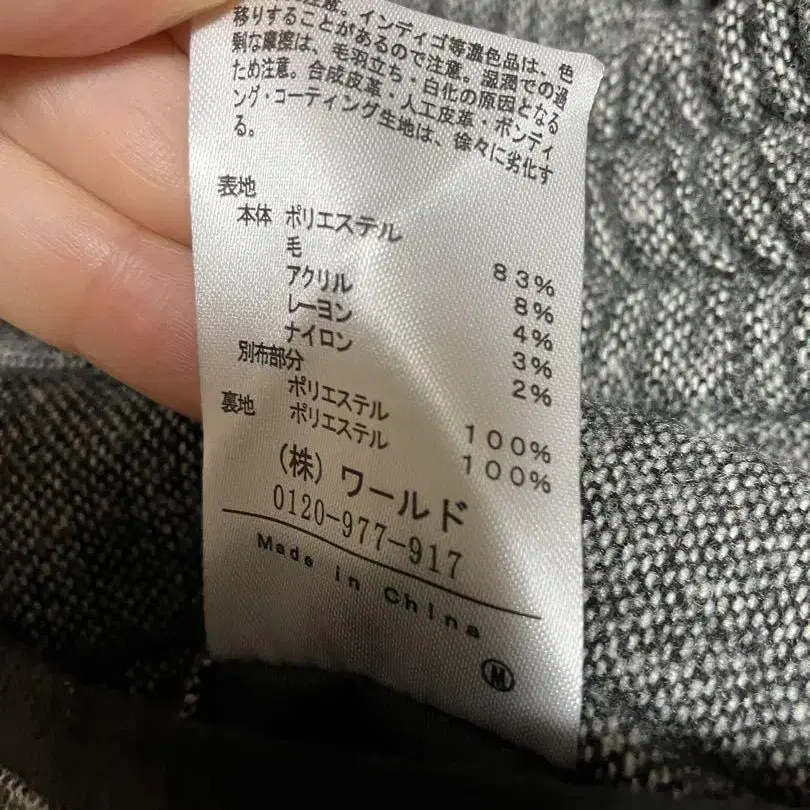 注意。インディゴ等濃色品は、色
移りすることがあるので注意。湿潤での過
剰な摩擦は、毛羽立ち・白化の原因となる
ため注意。合成皮革・人工皮革・ボンディ
ング・コーティング生地は、徐々に劣化す
る。
表地
本体 ポリエステル 83%
毛 8%
アクリル 4%
レーヨン 3%
ナイロン 2%
別布部分
ポリエステル 100%
裏地 ポリエステル 100%
(株)ワールド
0120-977-917
Made in China
M